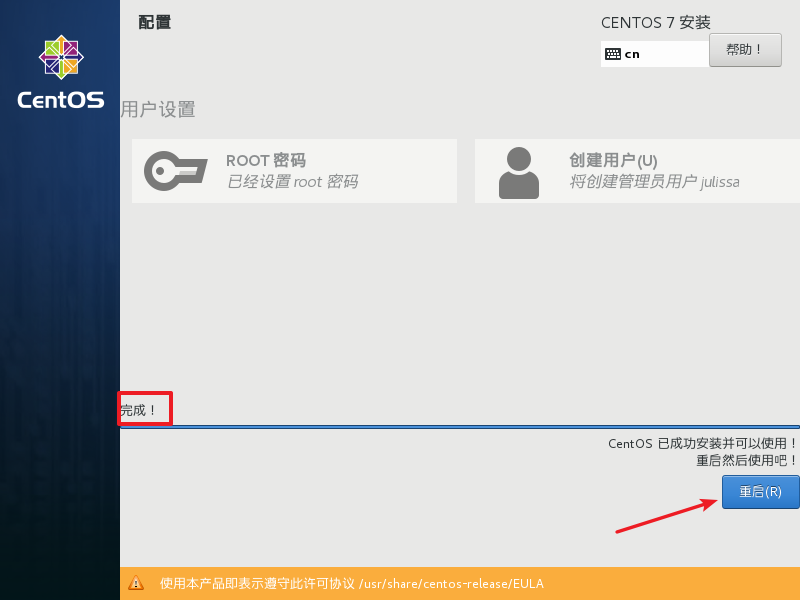 配置
CENTOS 7 安装
cn
帮助！
CentOS
用户设置
ROOT 密码
已经设置 root 密码
创建用户(U)
将创建管理员用户 julissa
完成！
CentOS 已成功安装并可以使用！
重启然后使用吧！
重启(R)
使用本产品即表示遵守此许可协议 /usr/share/centos-release/EULA